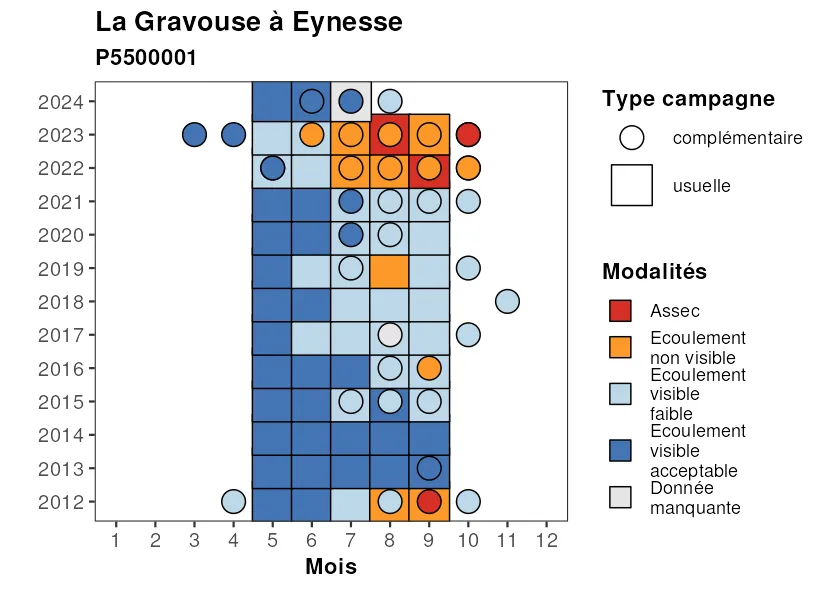 La Gravouse à Eynesse
P5500001
2024
2023
2022
2021
2020
2019
2018
2017
2016
2015
2014
2013
2012
1 2 3 4 5 6 7 8 9 10 11 12
Mois
Type campagne
complémentaire
usuelle
Modalités
Assec
Ecoulement
non visible
Ecoulement
visible
faible
Ecoulement
visible
acceptable
Donnée
manquante